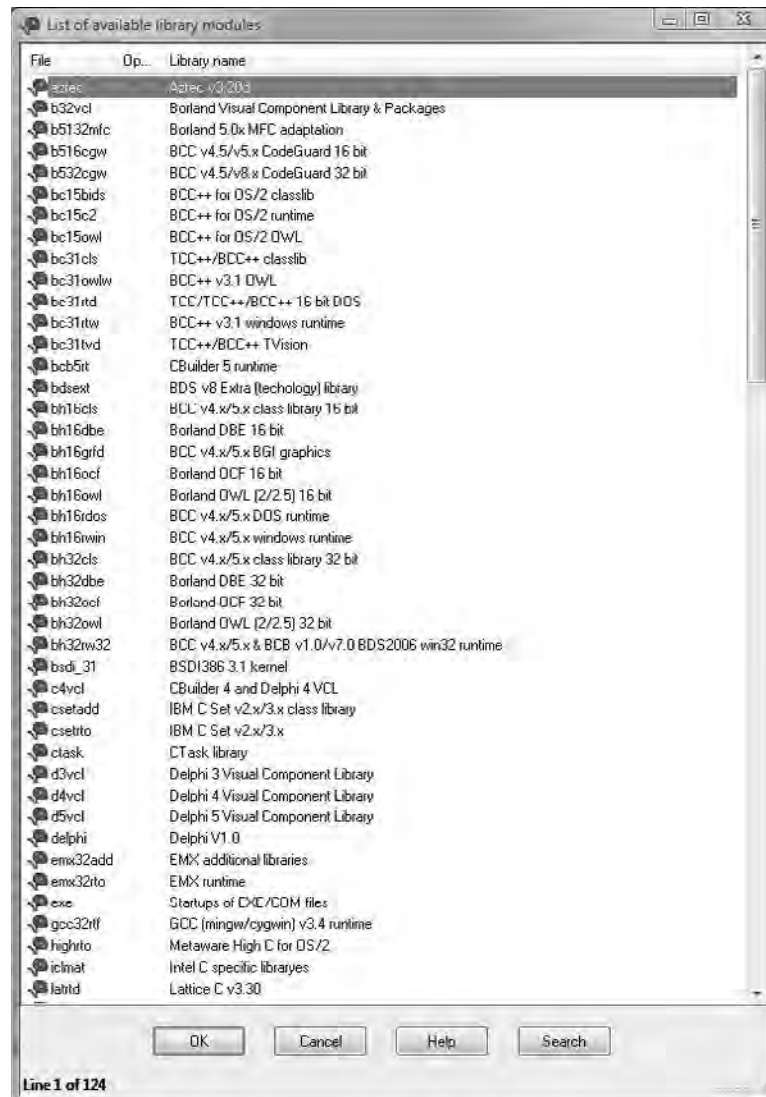 List of available library modules
File Op... Library name
aztec Aztec v3.20d
b32vcl Borland Visual Component Library & Packages
b5132mfc Borland 5.0x MFC adaptation
b516cgw BCC v4.5/v5.x CodeGuard 16 bit
b532cgw BCC v4.5/v8.x CodeGuard 32 bit
bc15bids BCC++ for OS/2 classlib
bc15c2 BCC++ for OS/2 runtime
bc15owl BCC++ for OS/2 OWL
bc31cls TCC++/BCC++ classlib
bc31owlw BCC++ v3.1 OWL
bc31rtd TCC/TCC++/BCC++ 16 bit DOS
bc31rtw BCC++ v3.1 windows runtime
bc31tvd TCC++/BCC++ TVision
bcb5rt CBuilder 5 runtime
bdsext BDS v8 Extra (techology) library
bh16cls BCC v4.x/5.x class library 16 bit
bh16dbe Borland DBE 16 bit
bh16grfd BCC v4.x/5.x BGI graphics
bh16ocf Borland OCF 16 bit
bh16owl Borland OWL (2/2.5) 16 bit
bh16rdos BCC v4.x/5.x DOS runtime
bh16rwin BCC v4.x/5.x windows runtime
bh32cls BCC v4.x/5.x class library 32 bit
bh32dbe Borland DBE 32 bit
bh32ocf Borland OCF 32 bit
bh32owl Borland OWL (2/2.5) 32 bit
bh32rw32 BCC v4.x/5.x & BCB v1.0/v7.0 BDS2006 win32 runtime
bsdi_31 BSDI386 3.1 kernel
c4vcl CBuilder 4 and Delphi 4 VCL
csetadd IBM C Set v2.x/3.x class library
csetrto IBM C Set v2.x/3.x
ctask CTask library
d3vcl Delphi 3 Visual Component Library
d4vcl Delphi 4 Visual Component Library
d5vcl Delphi 5 Visual Component Library
delphi Delphi V1.0
emx32add EMX additional libraries
emx32rto EMX runtime
exe Startups of EXE/COM files
gcc32rtf GCC (mingw/cygwin) v3.4 runtime
highrto Metaware High C for OS/2
iclmat Intel C specific libraryes
latrtd Lattice C v3.30
OK Cancel Help Search
Line 1 of 124